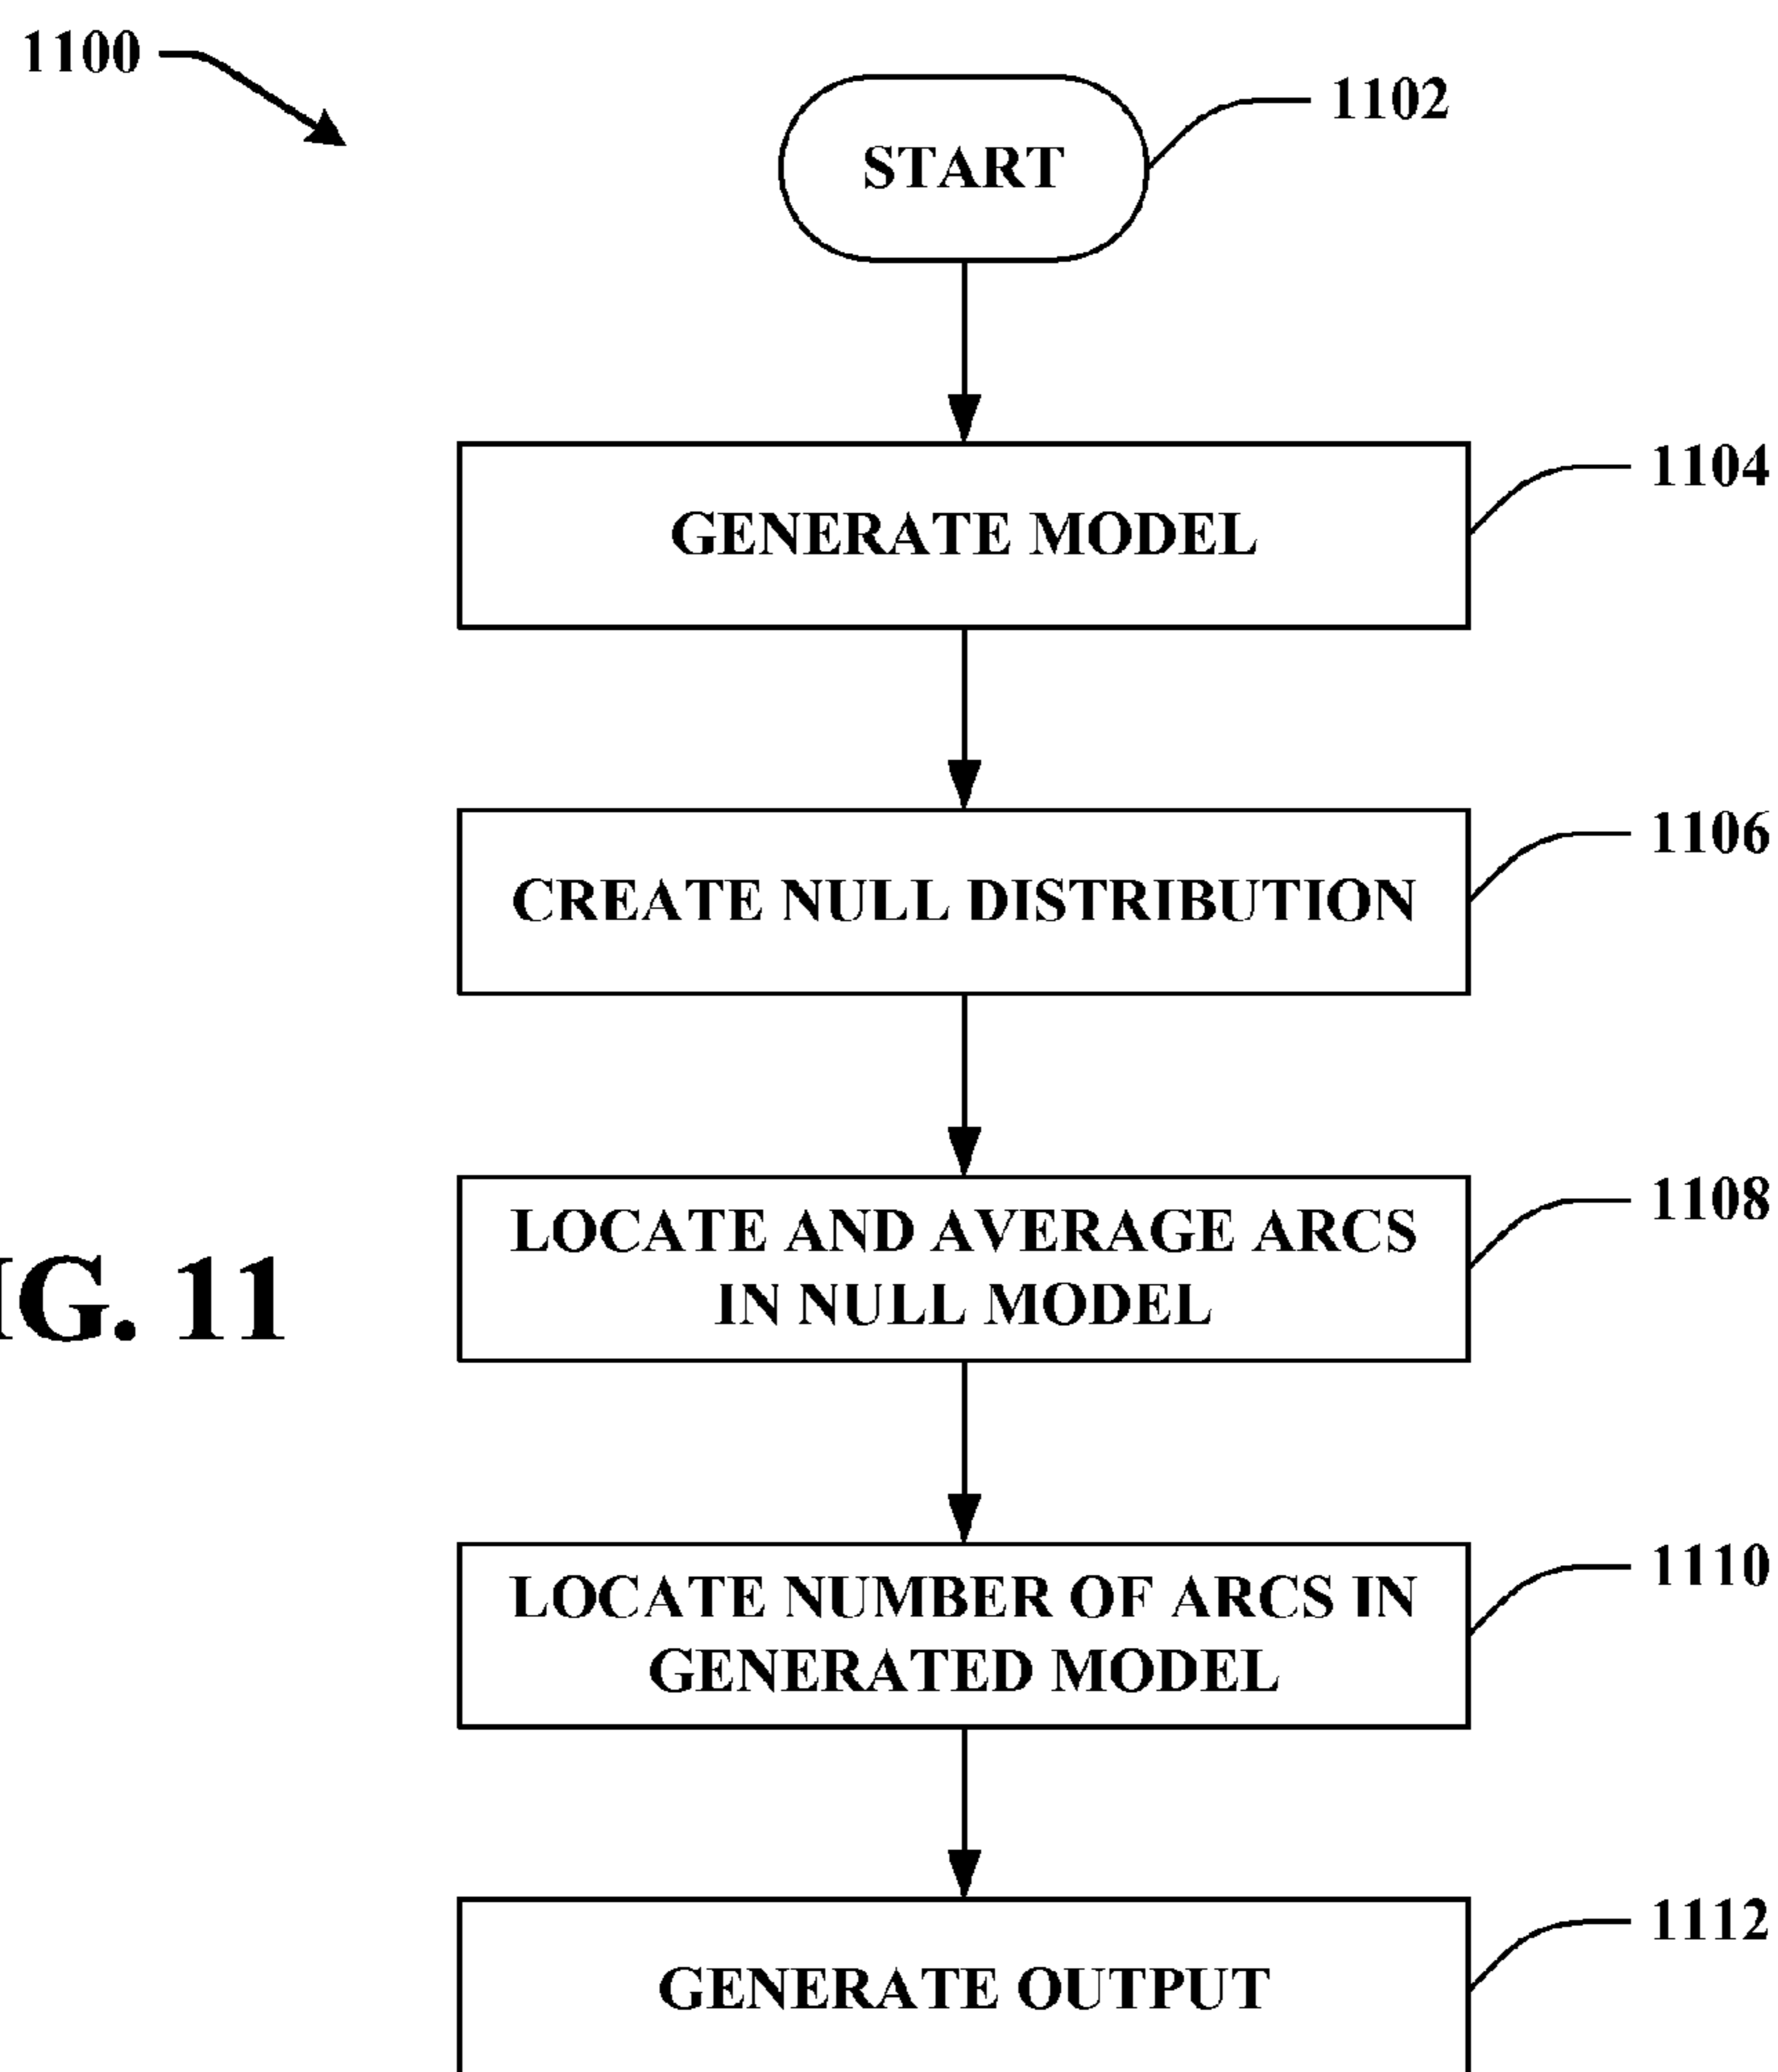 1100
1102
START
1104
GENERATE MODEL
1106
CREATE NULL DISTRIBUTION
1108
LOCATE AND AVERAGE ARCS
IN NULL MODEL
IG. 11
1110
LOCATE NUMBER OF ARCS IN
GENERATED MODEL
1112
GENERATE OUTPUT